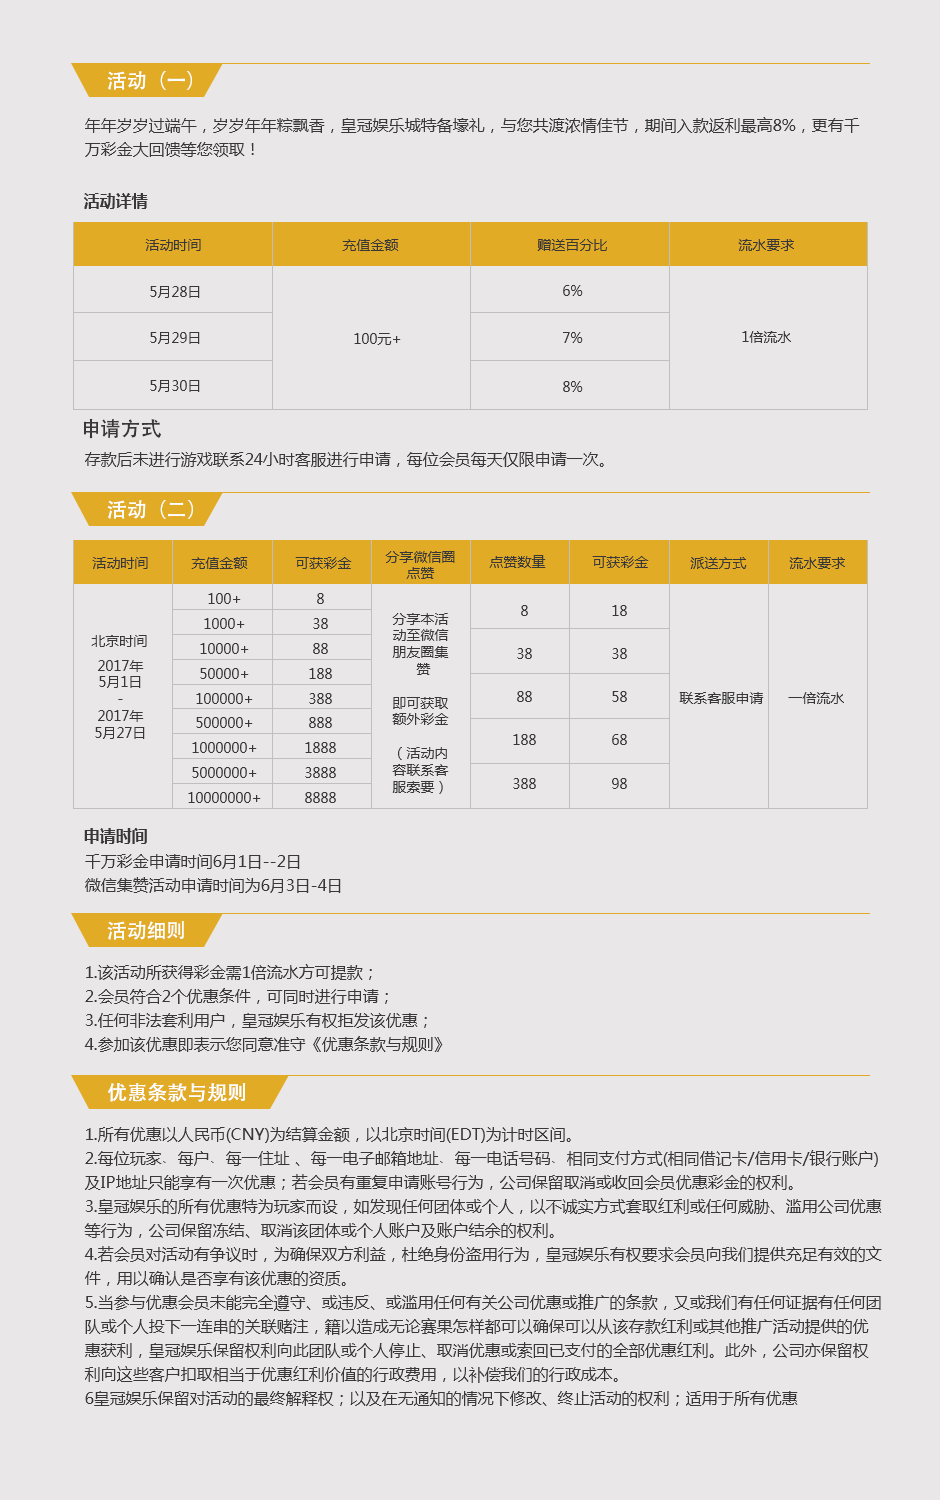 活动（一）
年年岁岁过端午，岁岁年年粽飘香，皇冠娱乐城特备壕礼，与您共渡浓情佳节，期间入款返利最高8%，更有千
万彩金大回馈等您领取！
活动详情
活动时间 充值金额 赠送百分比 流水要求
5月28日 6%
5月29日 100元+ 7% 1倍流水
5月30日 8%
申请方式
存款后未进行游戏联系24小时客服进行申请，每位会员每天仅限申请一次。
活动（二）
活动时间 充值金额 可获彩金 分享微信圈 点赞数量 可获彩金 派送方式 流水要求
点赞
北京时间
2017年
5月1日
-
2017年
5月27日
100+ 8
1000+ 38
10000+ 88
50000+ 188
100000+ 388
500000+ 888
1000000+ 1888
5000000+ 3888
10000000+ 8888
分享本活
动至微信
朋友圈集
赞
即可获取
额外彩金
（活动内
容联系客
服索要）
8 18
38 38
88 58
188 68
388 98
联系客服申请
一倍流水
申请时间
千万彩金申请时间6月1日--2日
微信集赞活动申请时间为6月3日-4日
活动细则
1.该活动所获得彩金需1倍流水方可提款；
2.会员符合2个优惠条件，可同时进行申请；
3.任何非法套利用户，皇冠娱乐有权拒发该优惠；
4.参加该优惠即表示您同意准守《优惠条款与规则》
优惠条款与规则
1.所有优惠以人民币(CNY)为结算金额，以北京时间(EDT)为计时区间。
2.每位玩家、每户、每一住址 、每一电子邮箱地址、每一电话号码、相同支付方式(相同借记卡/信用卡/银行账户)
及IP地址只能享有一次优惠；若会员有重复申请账号行为，公司保留取消或收回会员优惠彩金的权利。
3.皇冠娱乐的所有优惠特为玩家而设，如发现任何团体或个人，以不诚实方式套取红利或任何威胁、滥用公司优惠
等行为，公司保留冻结、取消该团体或个人账户及账户结余的权利。
4.若会员对活动有争议时，为确保双方利益，杜绝身份盗用行为，皇冠娱乐有权要求会员向我们提供充足有效的文
件，用以确认是否享有该优惠的资质。
5.当参与优惠会员未能完全遵守、或违反、或滥用任何有关公司优惠或推广的条款，又或我们有任何证据有任何团
队或个人投下一连串的关联赌注，籍以造成无论赛果怎样都可以确保可以从该存款红利或其他推广活动提供的优
惠获利，皇冠娱乐保留权利向此团队或个人停止、取消优惠或索回已支付的全部优惠红利。此外，公司亦保留权
利向这些客户扣取相当于优惠红利价值的行政费用，以补偿我们的行政成本。
6皇冠娱乐保留对活动的最终解释权；以及在无通知的情况下修改、终止活动的权利；适用于所有优惠